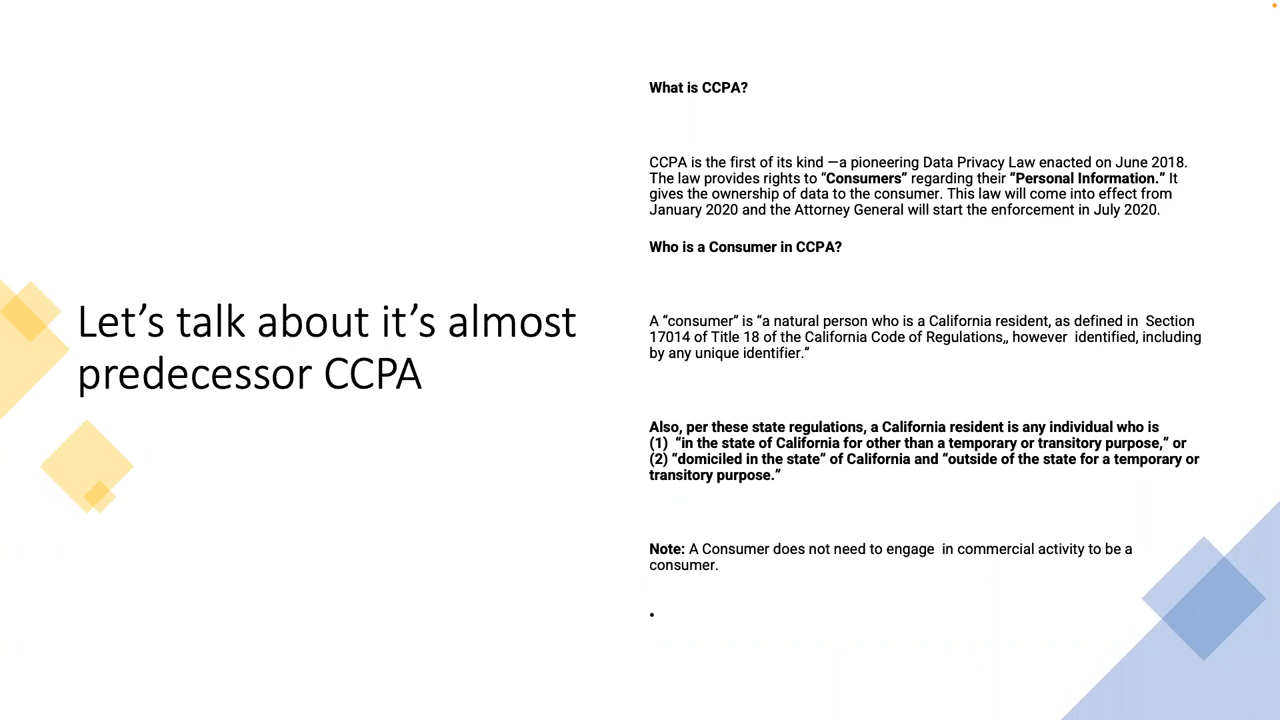 Let’s talk about it’s almost
predecessor CCPA
What is CCPA?
CCPA is the first of its kind —a pioneering Data Privacy Law enacted on June 2018.
The law provides rights to “Consumers” regarding their “Personal Information.” It
gives the ownership of data to the consumer. This law will come into effect from
January 2020 and the Attorney General will start the enforcement in July 2020.
Who is a Consumer in CCPA?
A “consumer” is “a natural person who is a California resident, as defined in  Section
17014 of Title 18 of the California Code of Regulations,, however  identified, including
by any unique identifier.”
Also, per these state regulations, a California resident is any individual who is
(1)  “in the state of California for other than a temporary or transitory purpose,” or
(2) “domiciled in the state” of California and “outside of the state for a temporary or
transitory purpose.”
Note: A Consumer does not need to engage  in commercial activity to be a
consumer.
•